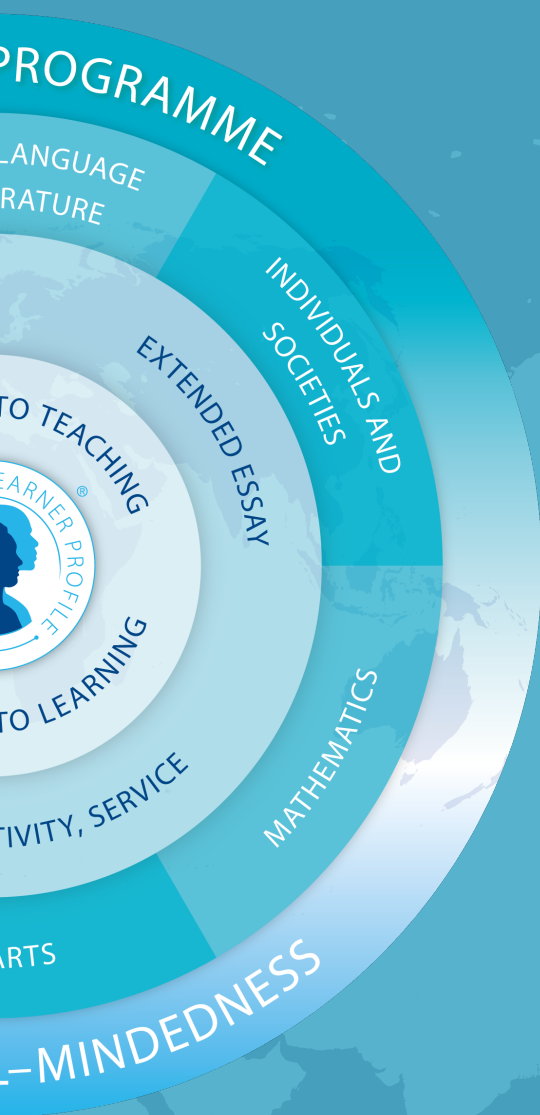 PROGRAMME
LANGUAGE
RATURE
INDIVIDUALS AND
SOCIETIES
EXTENDED ESSAY
TO TEACHING
EARNER PROFILE
®
TO LEARNING
MATHEMATICS
TIVITY, SERVICE
ARTS
L–MINDEDNESS